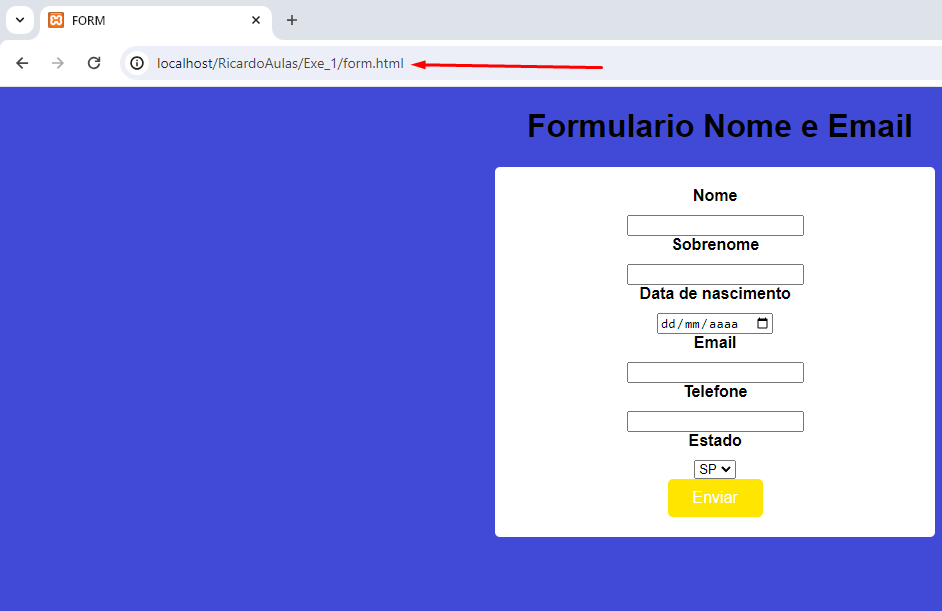 FORM
localhost/RicardoAulas/Exe_1/form.html
Formulario Nome e Email
Nome
Sobrenome
Data de nascimento
dd/mm/aaaa
Email
Telefone
Estado
SP
Enviar